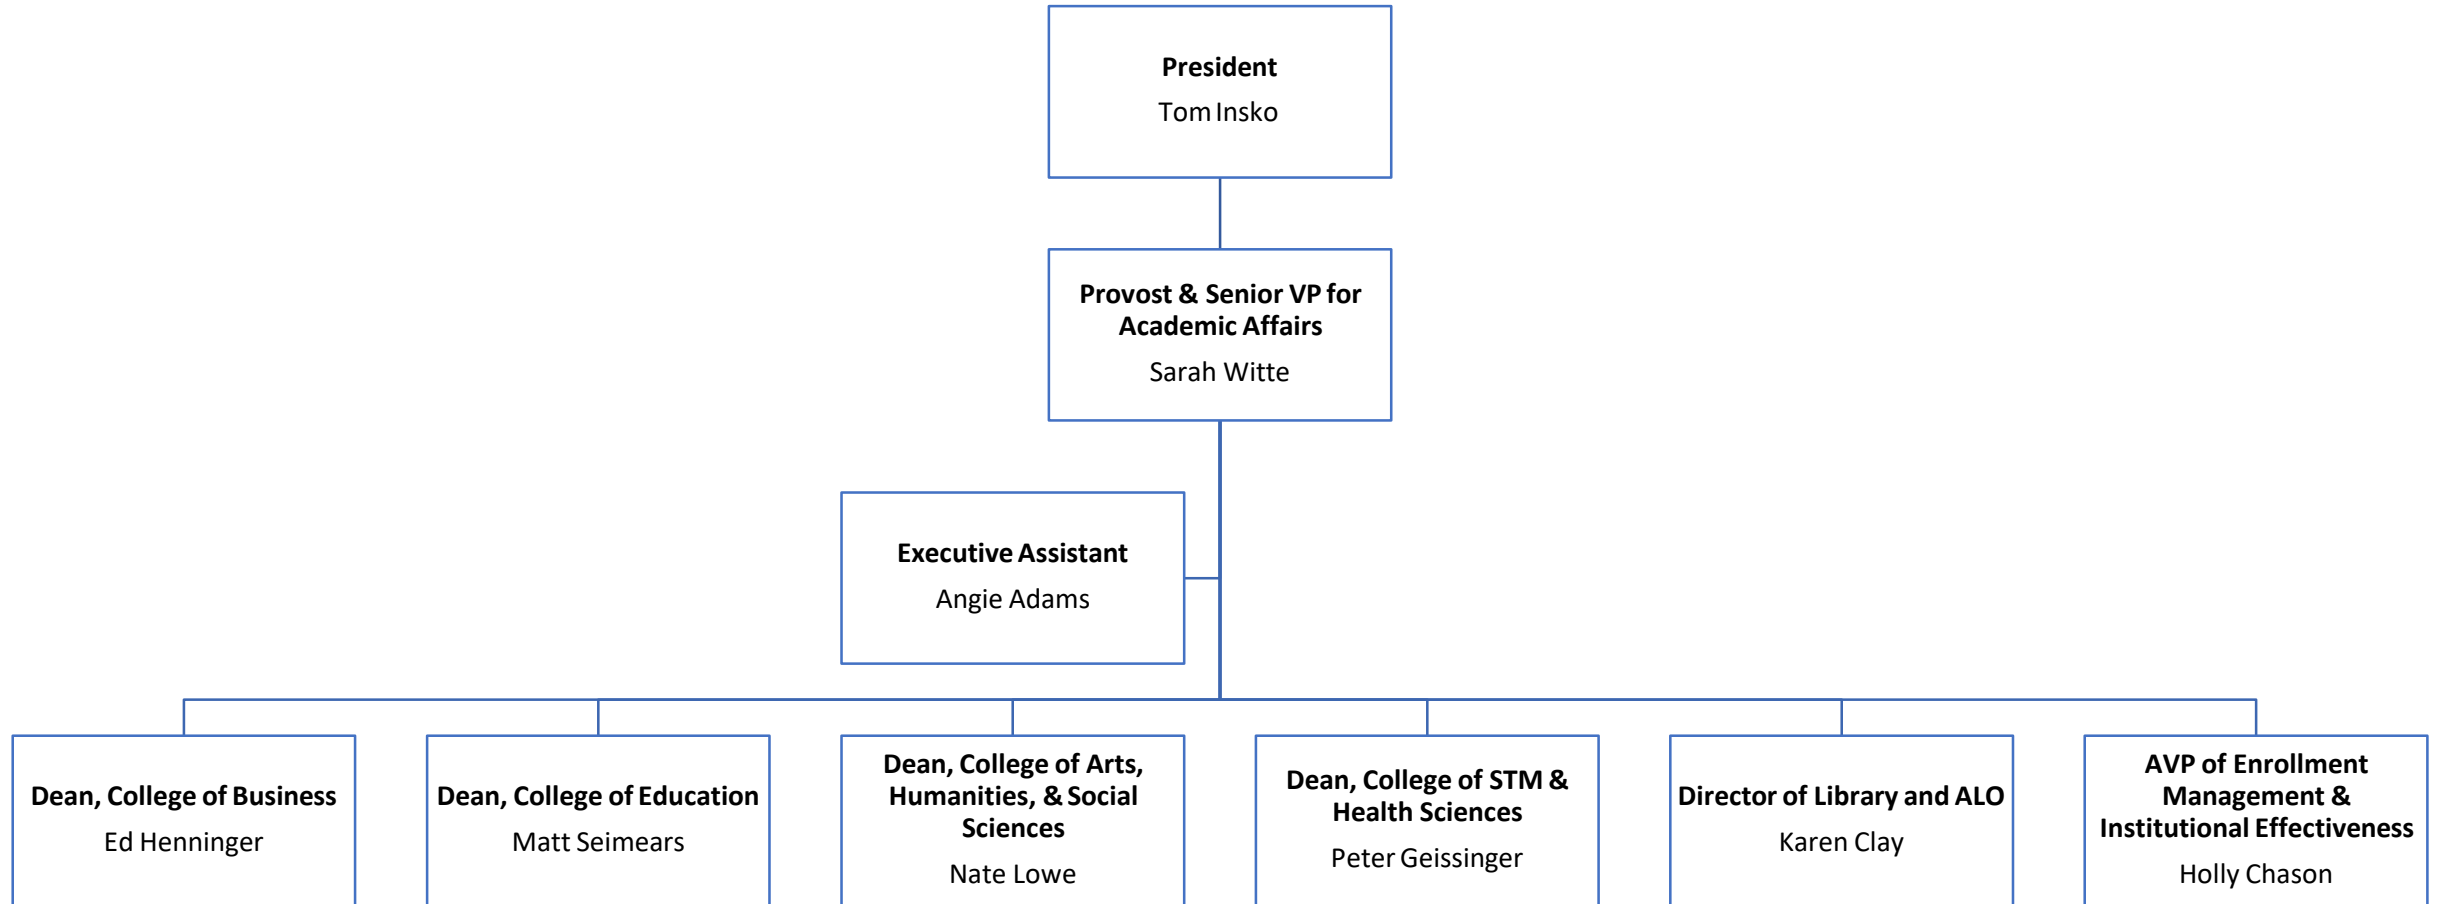 President
Tom Insko
Provost & Senior VP for
Academic Affairs
Sarah Witte
Executive Assistant
Angie Adams
Dean, College of Business
Ed Henninger
Dean, College of Education
Matt Seimears
Dean, College of Arts,
Humanities, & Social
Sciences
Nate Lowe
Dean, College of STM &
Health Sciences
Peter Geissinger
Director of Library and ALO
Karen Clay
AVP of Enrollment
Management &
Institutional Effectiveness
Holly Chason